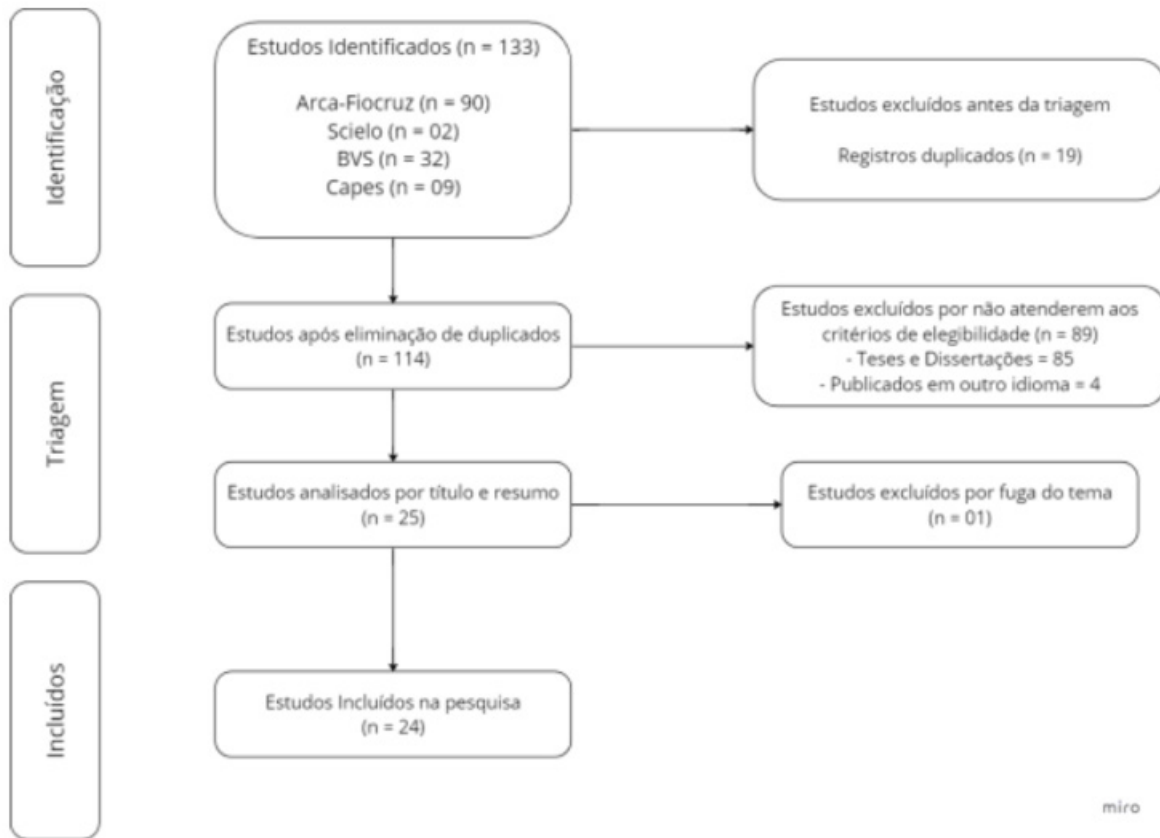 Identificação
Estudos Identificados (n = 133)
Arca-Fiocruz (n = 90)
Scielo (n = 02)
BVS (n = 32)
Capes (n = 09)
Estudos excluídos antes da triagem
Registros duplicados (n = 19)
Triagem
Estudos após eliminação de duplicados
(n = 114)
Estudos excluídos por não atenderem aos
critérios de elegibilidade (n = 89)
- Teses e Dissertações = 85
- Publicados em outro idioma = 4
Estudos analisados por título e resumo
(n = 25)
Estudos excluídos por fuga do tema
(n = 01)
Incluídos
Estudos Incluídos na pesquisa
(n = 24)
miro